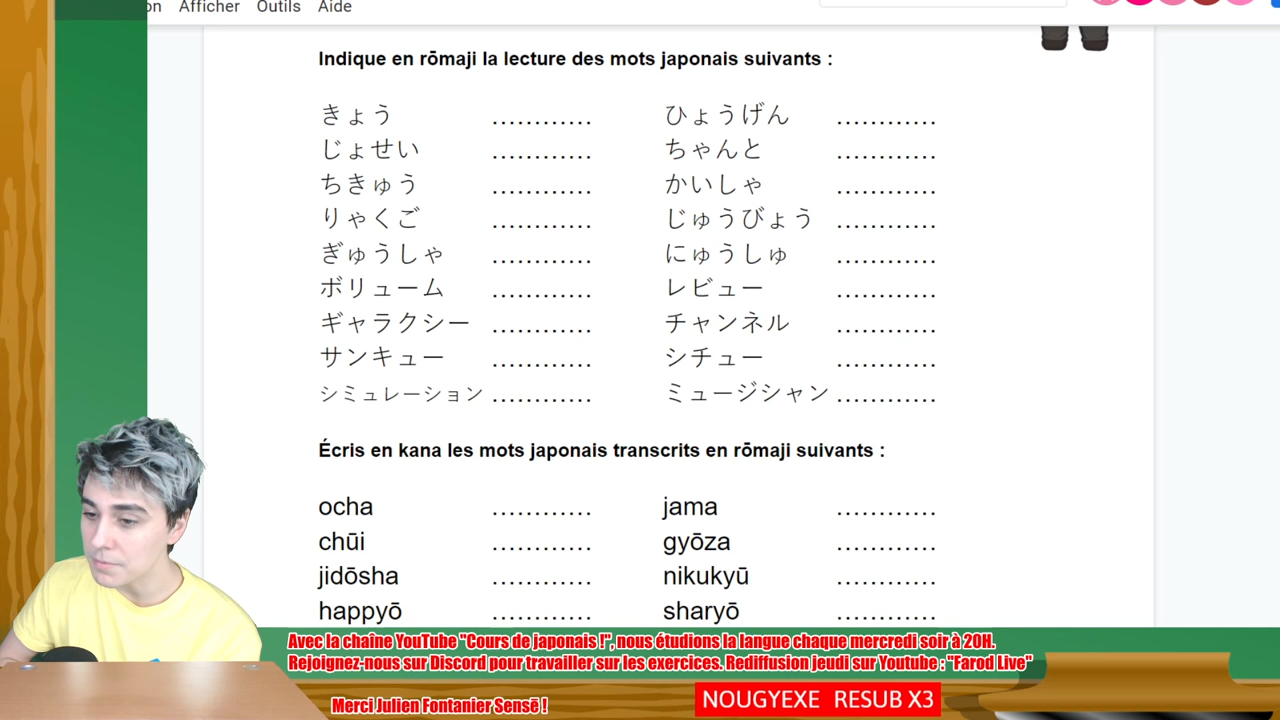 on Afficher Outils Aide
Indique en rōmaji la lecture des mots japonais suivants :
きょう ............ ひょうげん ............
じょせい ............ ちゃんと ............
ちきゅう ............ かいしゃ ............
りゃくご ............ じゅうびょう ............
ぎゅうしゃ ............ にゅうしゅ ............
ボリューム ............ レビュー ............
ギャラクシー ............ チャンネル ............
サンキュー ............ シチュー ............
シミュレーション ............ ミュージシャン ............
Écris en kana les mots japonais transcrits en rōmaji suivants :
ocha ............ jama ............
chūi ............ gyōza ............
jidōsha ............ nikukyū ............
happyō ............ sharyō ............
Avec la chaîne YouTube "Cours de japonais !", nous étudions la langue chaque mercredi soir à 20H.
Rejoignez-nous sur Discord pour travailler sur les exercices. Rediffusion jeudi sur Youtube : "Farod Live"
Merci Julien Fontanier Sensē !
NOUGYEXE RESUB X3